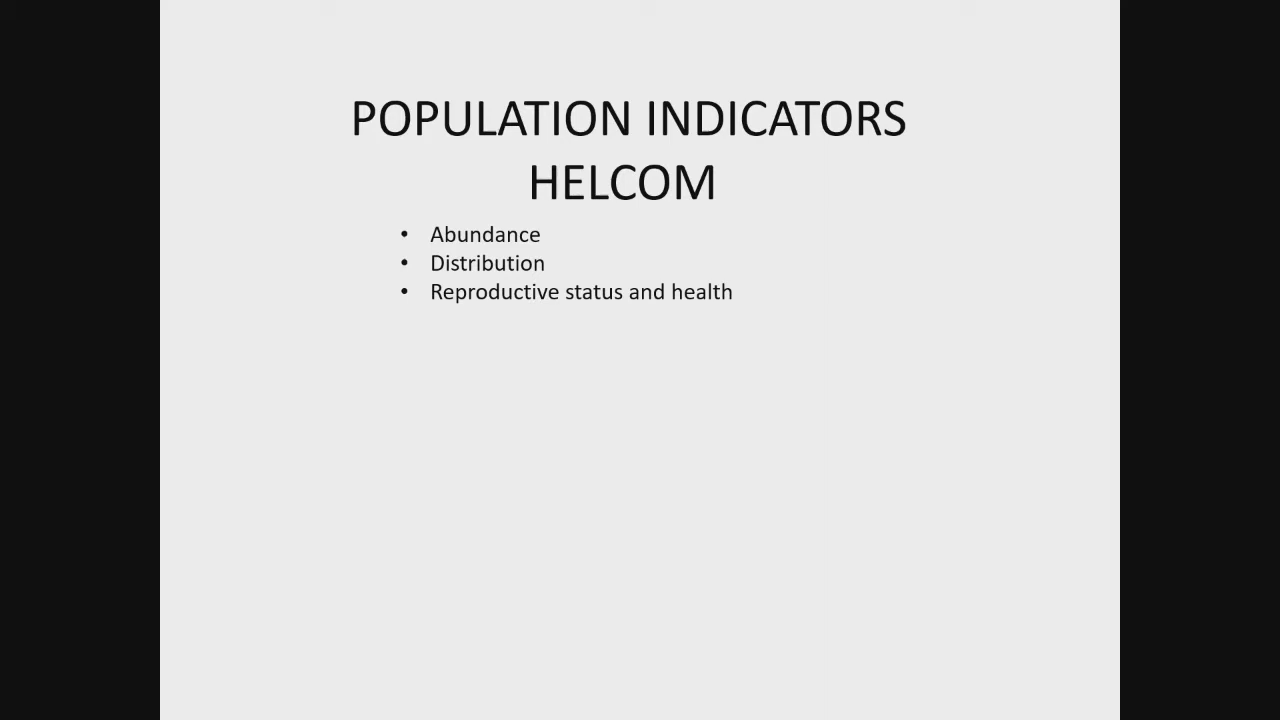 POPULATION INDICATORS
HELCOM
• Abundance
• Distribution
• Reproductive status and health